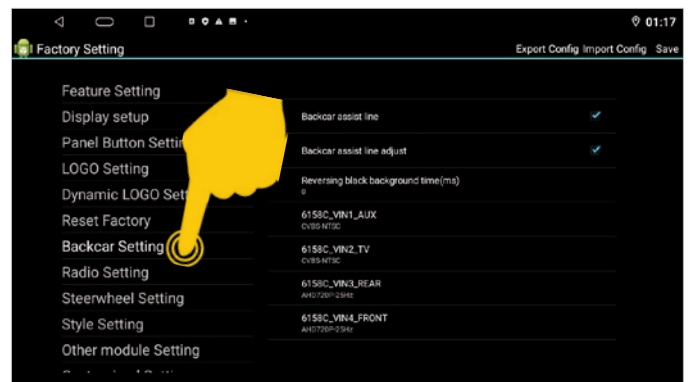 01:17
Factory Setting
Export Config Import Config Save
Feature Setting
Display setup
Panel Button
LOGO Setting
Dynamic LOGO
Reset Factory
Backcar Setting
Radio Setting
Steerwheel Setting
Style Setting
Other module Setting
Backcar assist line
Backcar assist line adjust
Reversing black background time(ms)
0
6158C_VIN1_AUX
CVBS-NTSC
6158C_VIN2_TV
CVBS-NTSC
6158C_VIN3_REAR
AHD720P-25Hz
6158C_VIN4_FRONT
AHD720P-25Hz